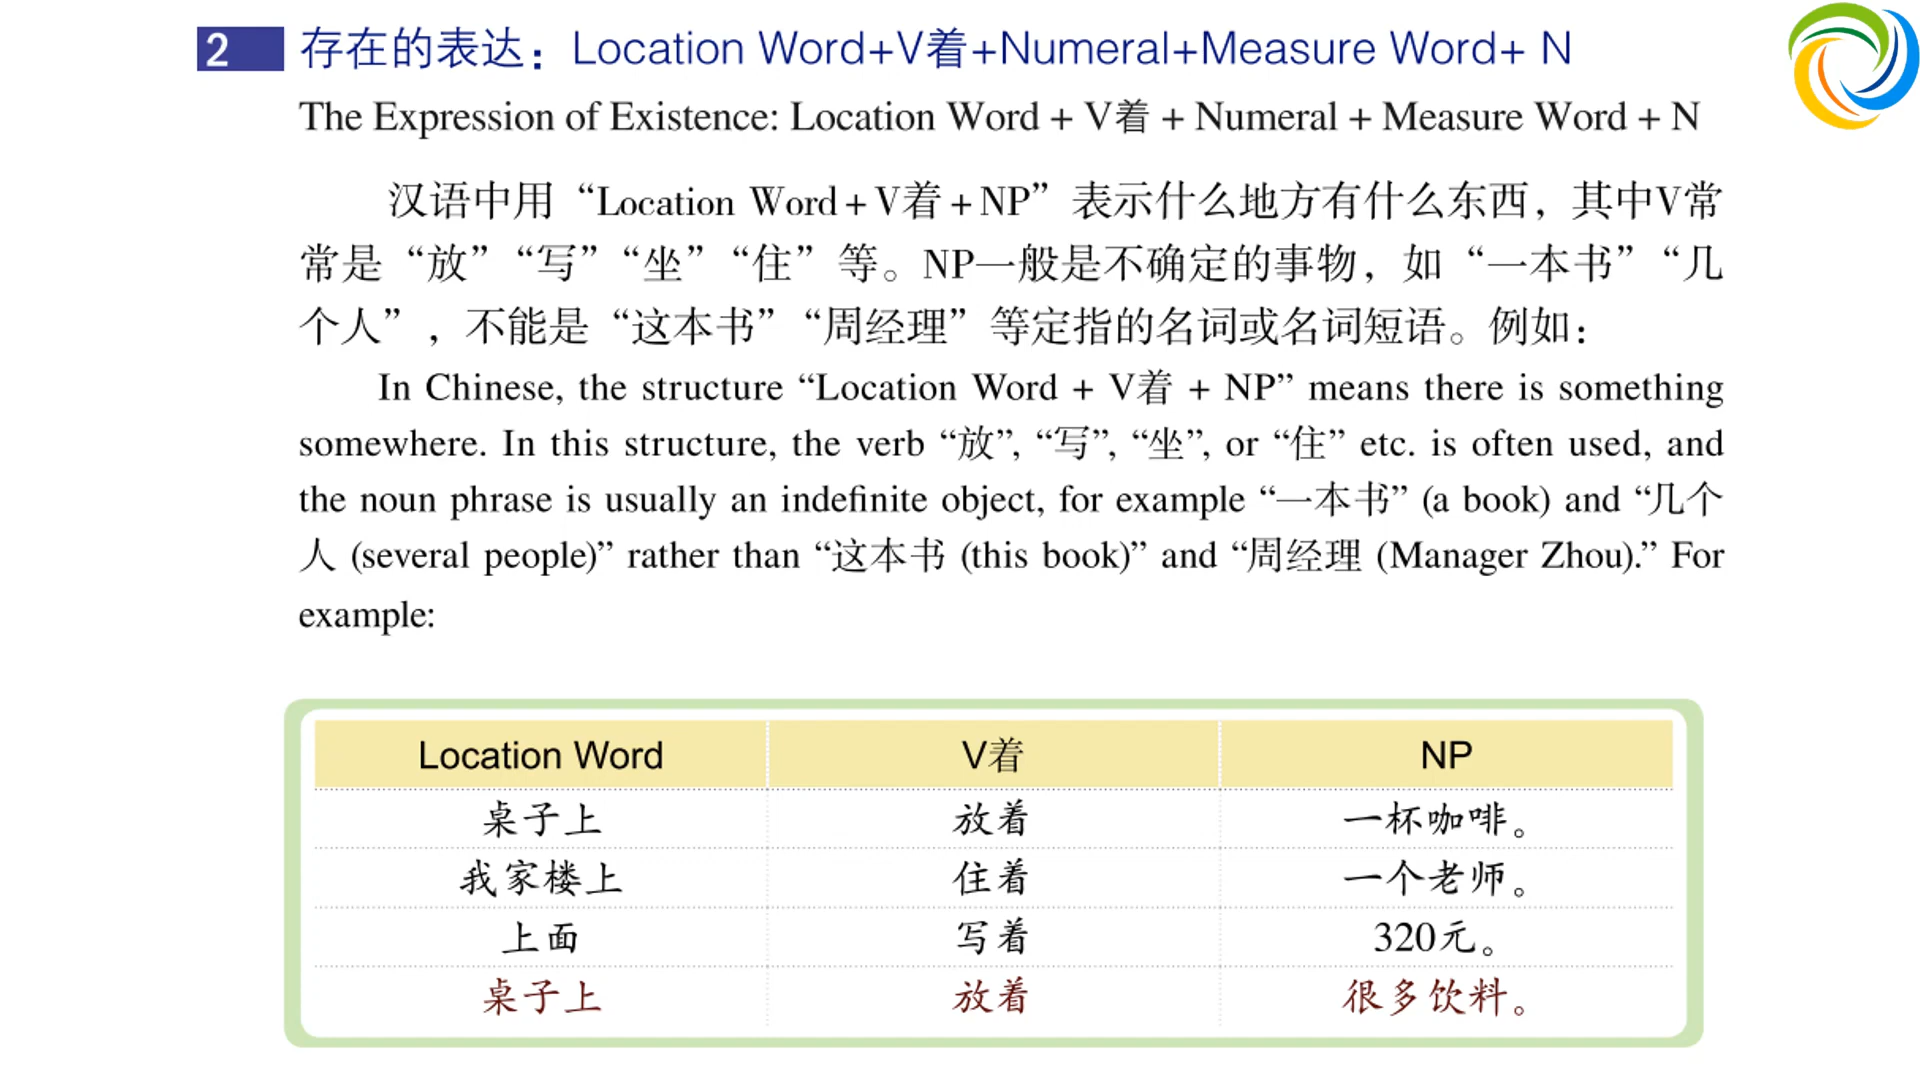 2 存在的表达：Location Word+V着+Numeral+Measure Word+ N
The Expression of Existence: Location Word + V着 + Numeral + Measure Word + N
汉语中用“Location Word+V着+NP”表示什么地方有什么东西，其中V常
常是“放”“写”“坐”“住”等。NP一般是不确定的事物，如“一本书”“几
个人”，不能是“这本书”“周经理”等定指的名词或名词短语。例如：
In Chinese, the structure “Location Word + V着 + NP” means there is something
somewhere. In this structure, the verb “放”, “写”, “坐”, or “住” etc. is often used, and
the noun phrase is usually an indefinite object, for example “一本书” (a book) and “几个
人 (several people)” rather than “这本书 (this book)” and “周经理 (Manager Zhou).” For
example:
Location Word V着 NP
桌子上 放着 一杯咖啡。
我家楼上 住着 一个老师。
上面 写着 320元。
桌子上 放着 很多饮料。